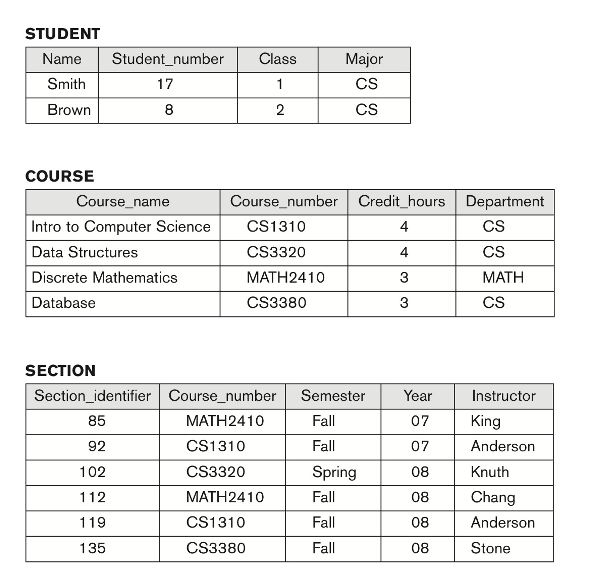 STUDENT
Name Student_number Class Major
Smith 17 1 CS
Brown 8 2 CS
COURSE
Course_name Course_number Credit_hours Department
Intro to Computer Science CS1310 4 CS
Data Structures CS3320 4 CS
Discrete Mathematics MATH2410 3 MATH
Database CS3380 3 CS
SECTION
Section_identifier Course_number Semester Year Instructor
85 MATH2410 Fall 07 King
92 CS1310 Fall 07 Anderson
102 CS3320 Spring 08 Knuth
112 MATH2410 Fall 08 Chang
119 CS1310 Fall 08 Anderson
135 CS3380 Fall 08 Stone